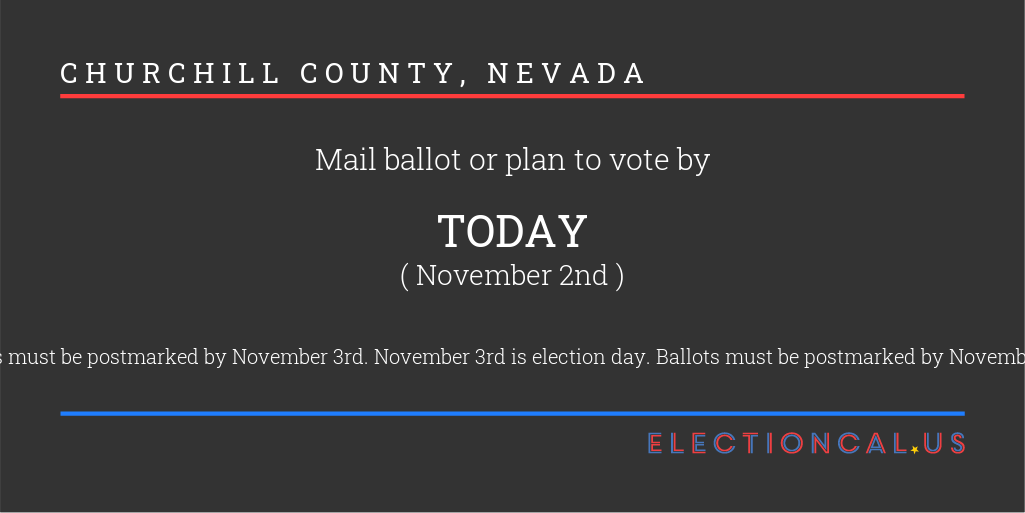 CHURCHILL COUNTY, NEVADA
Mail ballot or plan to vote by
TODAY
( November 2nd )
must be postmarked by November 3rd. November 3rd is election day. Ballots must be postmarked by
ELECTIONCAL.US